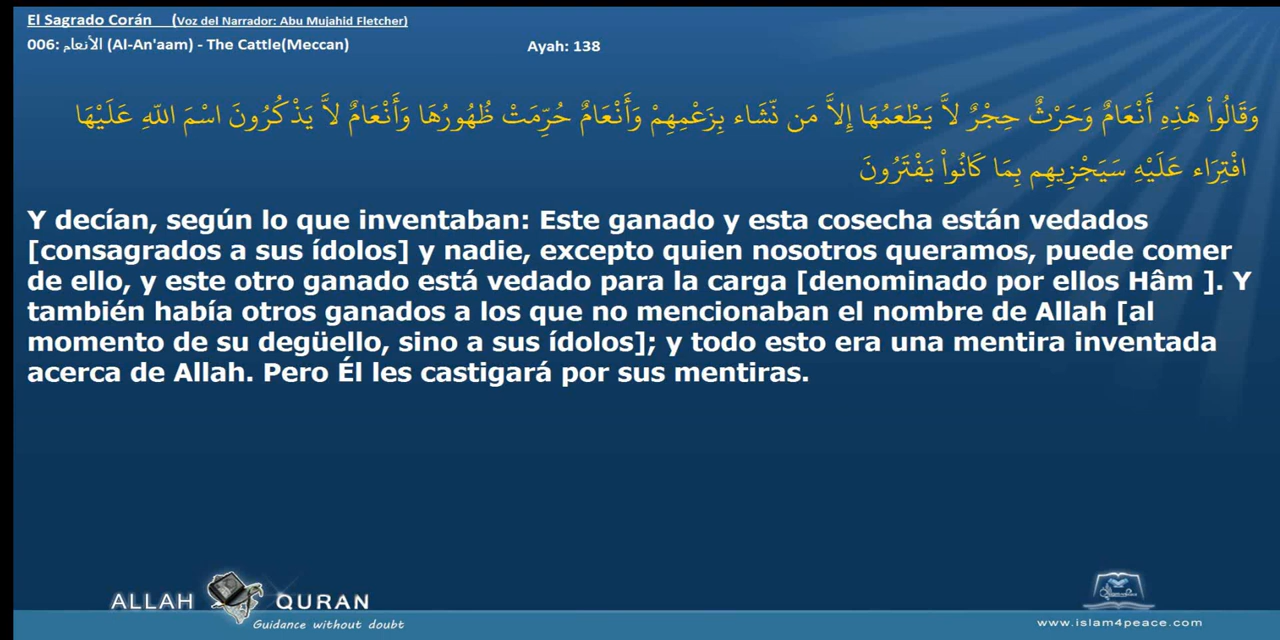 El Sagrado Corán (Voz del Narrador: Abu Mujahid Fletcher)
006: الأنعام (Al-An'aam) - The Cattle(Meccan) Ayah: 138
وَقَالُواْ هَذِهِ أَنْعَامٌ وَحَرْثٌ حِجْرٌ لاَّ يَطْعَمُهَا إِلاَّ مَن نّشَاء بِزَعْمِهِمْ وَأَنْعَامٌ حُرِّمَتْ ظُهُورُهَا وَأَنْعَامٌ لاَّ يَذْكُرُونَ اسْمَ اللّهِ عَلَيْهَا
افْتِرَاء عَلَيْهِ سَيَجْزِيهِم بِمَا كَانُواْ يَفْتَرُونَ
Y decían, según lo que inventaban: Este ganado y esta cosecha están vedados
[consagrados a sus ídolos] y nadie, excepto quien nosotros queramos, puede comer
de ello, y este otro ganado está vedado para la carga [denominado por ellos Hâm ]. Y
también había otros ganados a los que no mencionaban el nombre de Allah [al
momento de su degüello, sino a sus ídolos]; y todo esto era una mentira inventada
acerca de Allah. Pero Él les castigará por sus mentiras.
ALLAH QURAN
Guidance without doubt
www.islam4peace.com